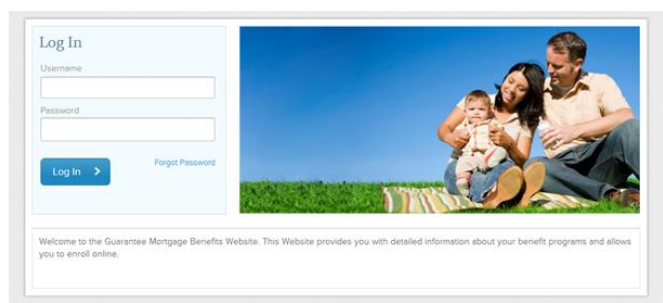 Log In
Username
Password
Log In
Forgot Password
Welcome to the Guarantee Mortgage Benefits Website. This Website provides you with detailed information about your benefit programs and allows
you to enroll online.